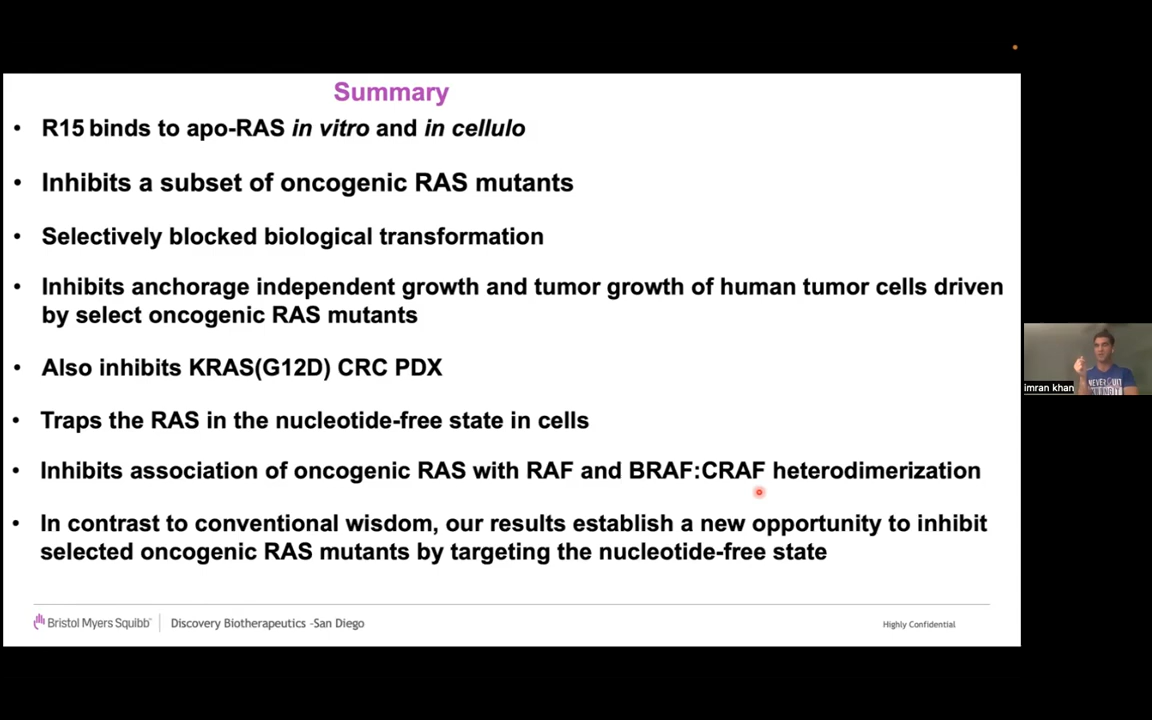 Summary
• R15 binds to apo-RAS in vitro and in cellulo
• Inhibits a subset of oncogenic RAS mutants
• Selectively blocked biological transformation
• Inhibits anchorage independent growth and tumor growth of human tumor cells driven
by select oncogenic RAS mutants
• Also inhibits KRAS(G12D) CRC PDX
• Traps the RAS in the nucleotide-free state in cells
• Inhibits association of oncogenic RAS with RAF and BRAF:CRAF heterodimerization
• In contrast to conventional wisdom, our results establish a new opportunity to inhibit
selected oncogenic RAS mutants by targeting the nucleotide-free state
Bristol Myers Squibb™ | Discovery Biotherapeutics -San Diego
Highly Confidential
NEVER QUIT
imran khan